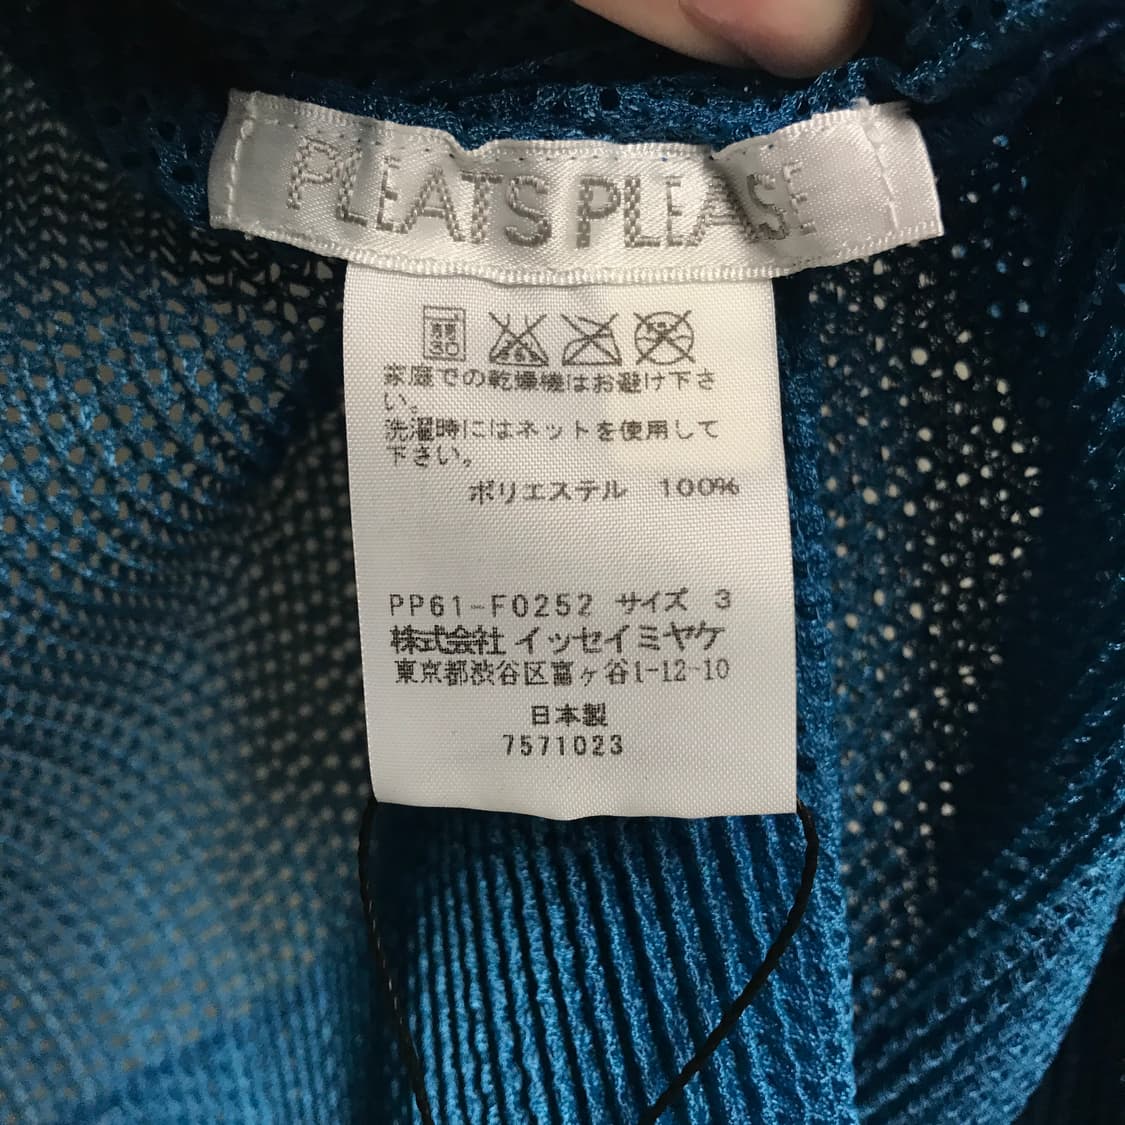 PLEATS PLEASE
30
家庭での乾燥機はお避け下さ
い。
洗濯時にはネットを使用して
下さい。
ポリエステル 100%
PP61-F0252 サイズ 3
株式会社 イッセイミヤケ
東京都渋谷区富ヶ谷1-12-10
日本製
7571023